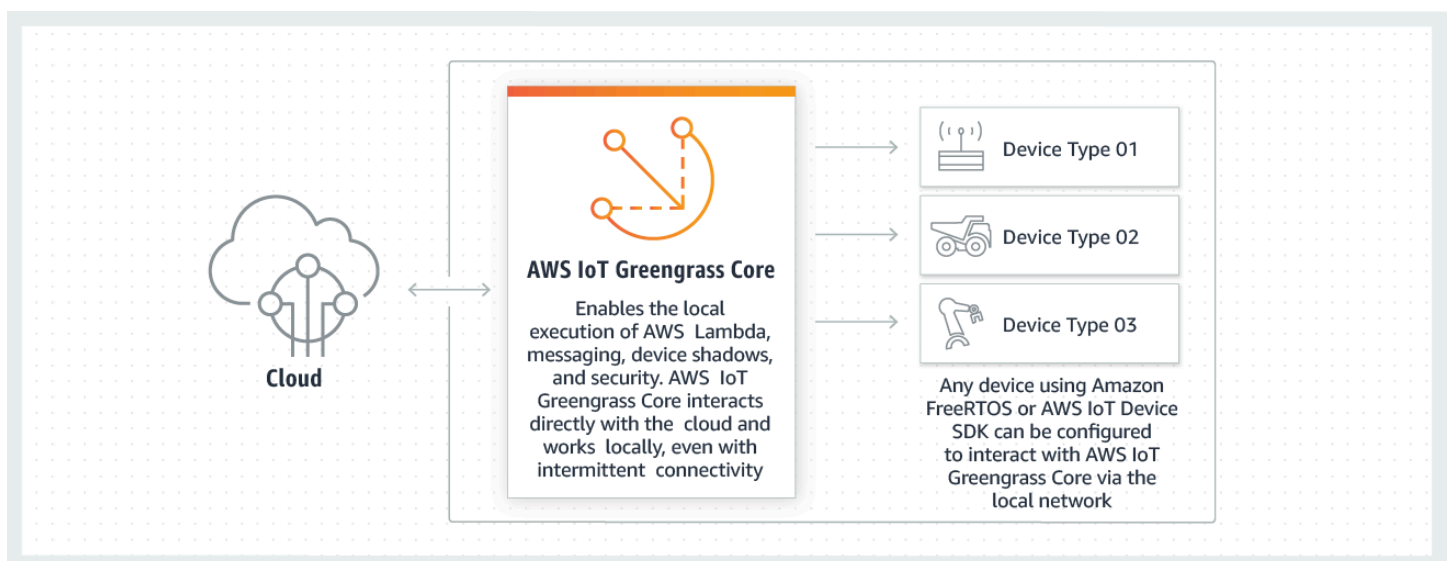 Cloud
AWS IoT Greengrass Core
Enables the local
execution of AWS Lambda,
messaging, device shadows,
and security. AWS IoT
Greengrass Core interacts
directly with the cloud and
works locally, even with
intermittent connectivity
Device Type 01
Device Type 02
Device Type 03
Any device using Amazon
FreeRTOS or AWS IoT Device
SDK can be configured
to interact with AWS IoT
Greengrass Core via the
local network